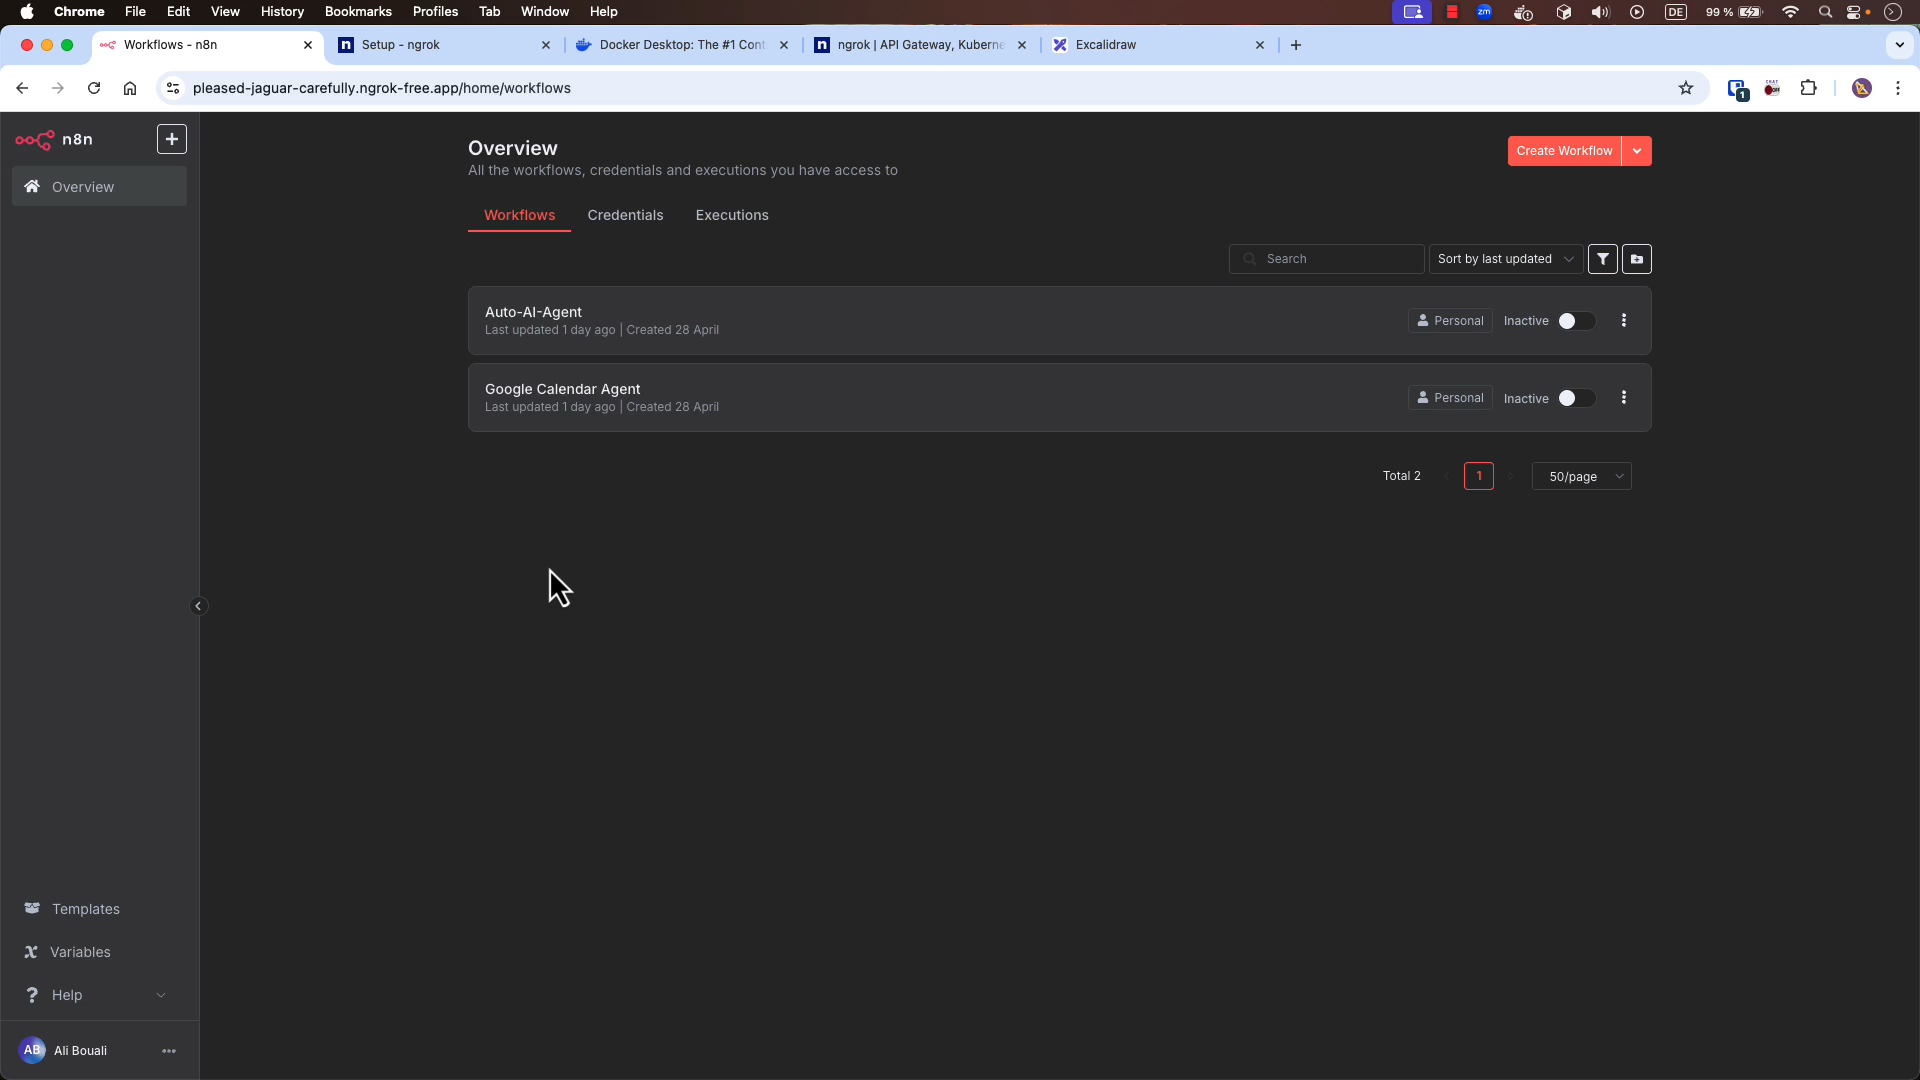 Chrome File Edit View History Bookmarks Profiles Tab Window Help zm DE 99 %
Workflows - n8n
Setup - ngrok
Docker Desktop: The #1 Cont
ngrok | API Gateway, Kuberne
Excalidraw
pleased-jaguar-carefully.ngrok-free.app/home/workflows
1
n8n
Overview
Overview
All the workflows, credentials and executions you have access to
Create Workflow
Workflows Credentials Executions
Search
Sort by last updated
Auto-AI-Agent
Last updated 1 day ago | Created 28 April
Personal
Inactive
Google Calendar Agent
Last updated 1 day ago | Created 28 April
Personal
Inactive
Total 2
1
50/page
Templates
Variables
Help
AB
Ali Bouali